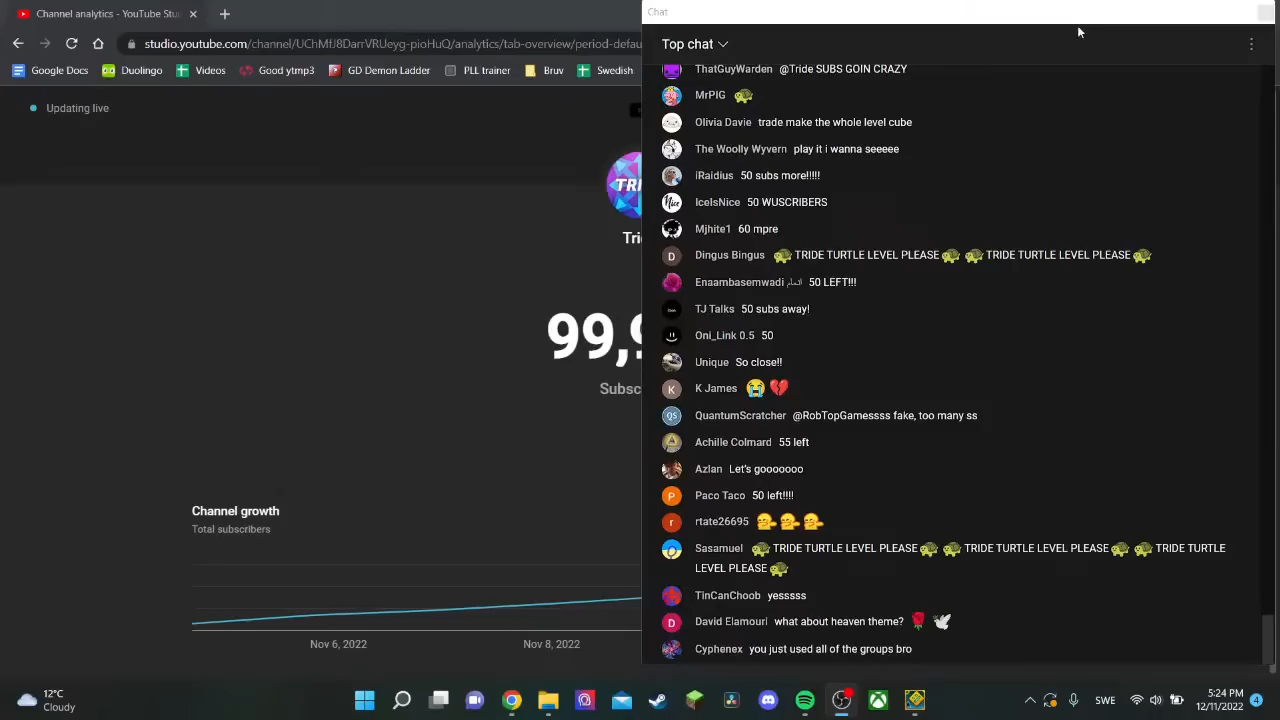 Channel analytics - YouTube Stu
studio.youtube.com/channel/UChMfJ8DarrVRUeyg-pioHuQ/analytics/tab-overview/period-defau
Google Docs
Duolingo
Videos
Good ytmp3
GD Demon Ladder
PLL trainer
Bruv
Swedish
Updating live
TRI
Tri
99,9
Subsc
Channel growth
Total subscribers
Nov 6, 2022
Nov 8, 2022
Chat
Top chat
ThatGuyWarden @Tride SUBS GOIN CRAZY
MrPIG 🐢
Olivia Davie trade make the whole level cube
The Woolly Wyvern play it i wanna seeeee
iRaidius 50 subs more!!!!!
Nice
IceIsNice 50 WUSCRIBERS
Mjhite1 60 mpre
D
Dingus Bingus 🐢 TRIDE TURTLE LEVEL PLEASE 🐢 🐢 TRIDE TURTLE LEVEL PLEASE 🐢
Enaambasemwadi 50 LEFT!!!
TJ Talks 50 subs away!
Oni_Link 0.5 50
Unique So close!!
K
K James 😭 💔
QS
QuantumScratcher @RobTopGamessss fake, too many ss
Achille Colmard 55 left
Azlan Let's gooooooo
P
Paco Taco 50 left!!!!
r
rtate26695 🤗 🤗 🤗
Sasamuel 🐢 TRIDE TURTLE LEVEL PLEASE 🐢 🐢 TRIDE TURTLE LEVEL PLEASE 🐢 🐢 TRIDE TURTLE
LEVEL PLEASE 🐢
TinCanChoob yesssss
D
David Elamouri what about heaven theme? 🌹 🕊️
Cyphenex you just used all of the groups bro
12°C
Cloudy
SWE
5:24 PM
12/11/2022
4